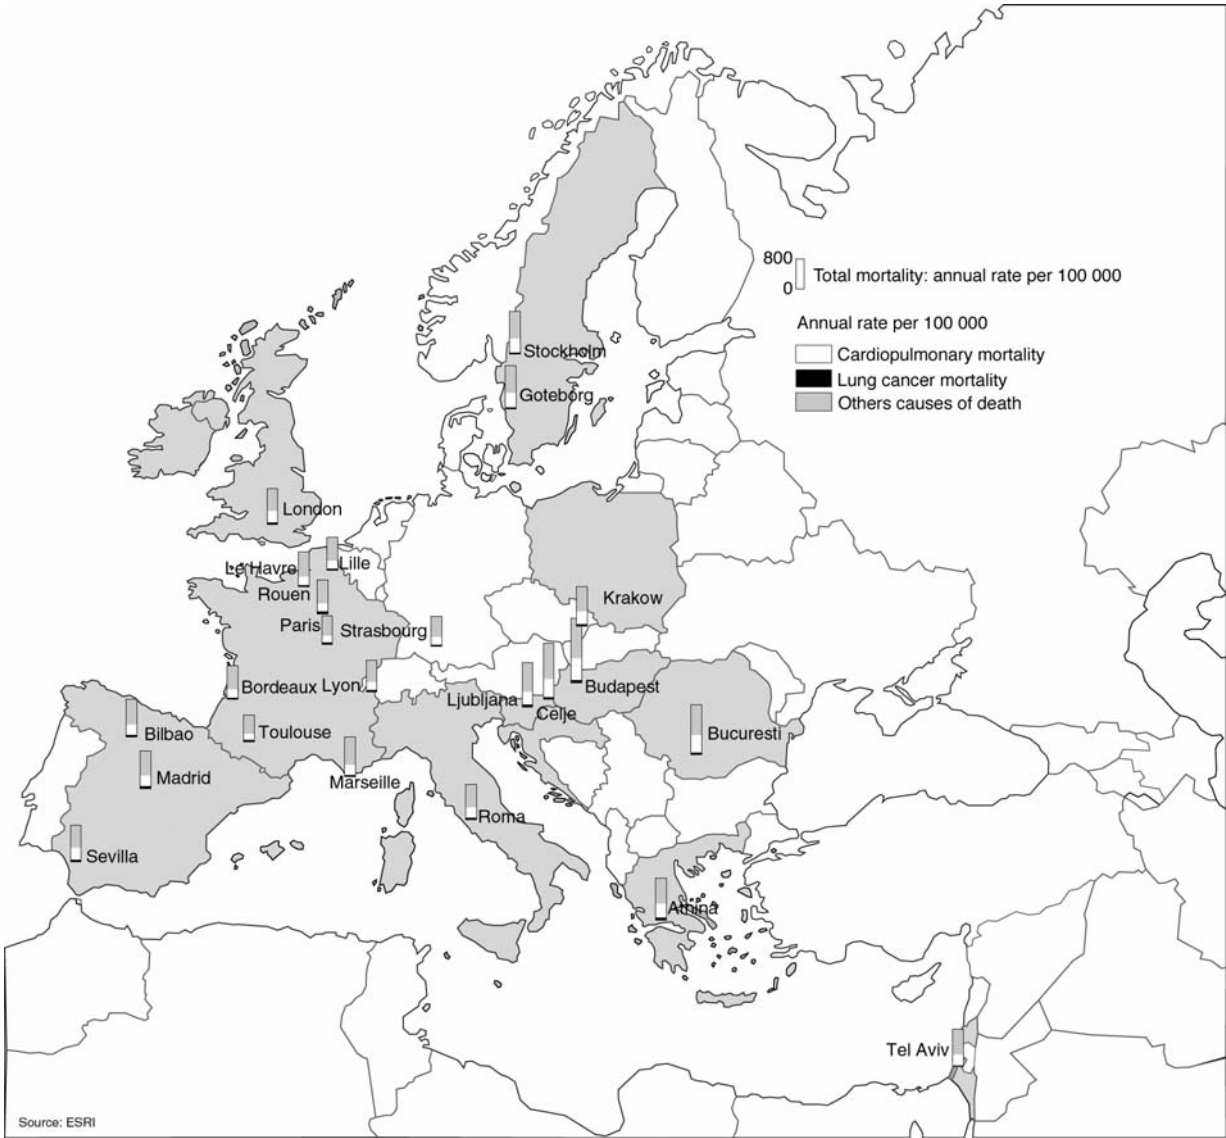 800
0
Total mortality: annual rate per 100 000
Annual rate per 100 000
Cardiopulmonary mortality
Lung cancer mortality
Others causes of death
Stockholm
Goteborg
London
Le Havre
Lille
Rouen
Paris
Strasbourg
Krakow
Bordeaux
Lyon
Ljubljana
Budapest
Celje
Bilbao
Toulouse
Bucuresti
Madrid
Marseille
Roma
Sevilla
Athina
Tel Aviv
Source: ESRI